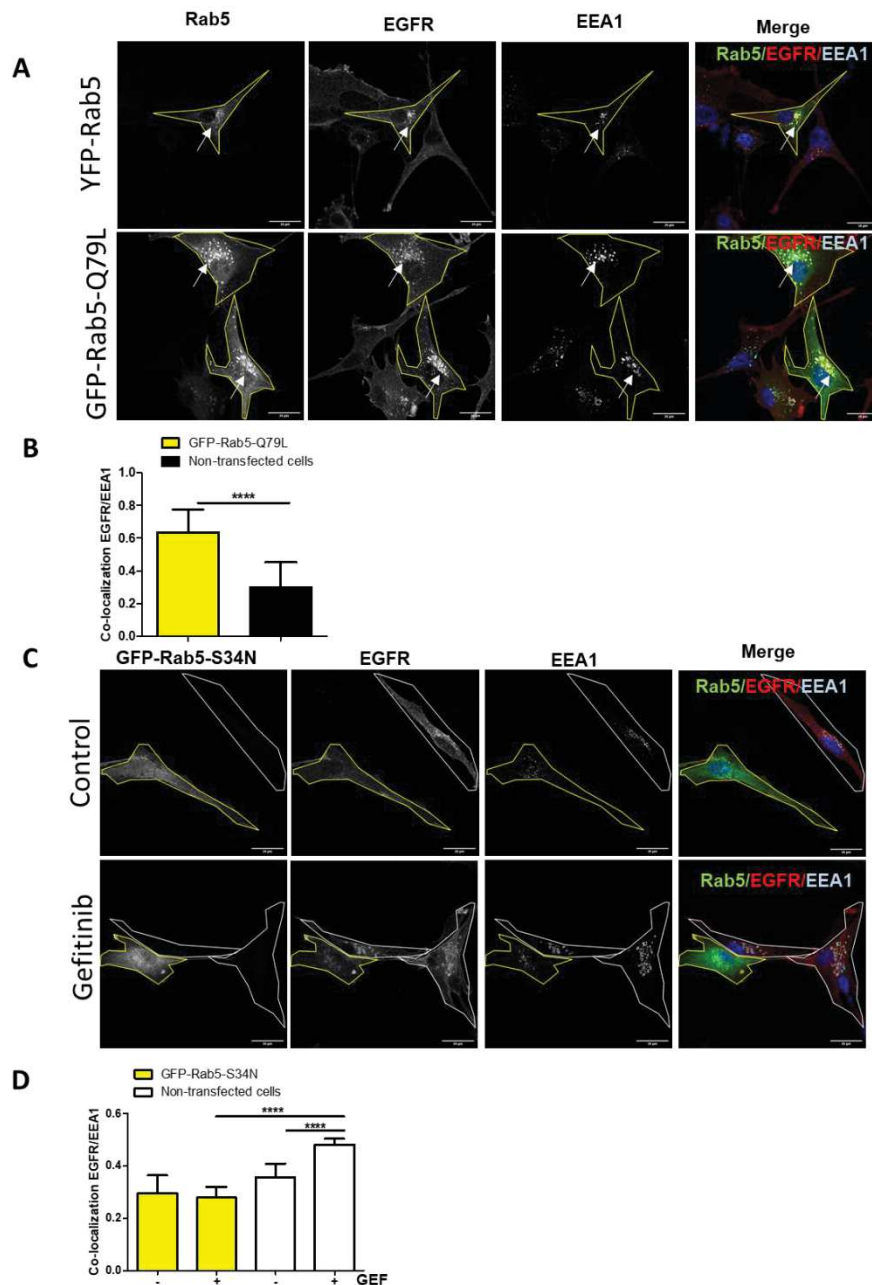 Rab5 EGFR EEA1 Merge
A
YFP-Rab5
Rab5/EGFR/EEA1
GFP-Rab5-Q79L
Rab5/EGFR/EEA1
B
GFP-Rab5-Q79L
Non-transfected cells
Co-localization EGFR/EEA1
1.0
0.8
0.6
0.4
0.2
0.0
****
C
GFP-Rab5-S34N EGFR EEA1 Merge
Control
Rab5/EGFR/EEA1
Gefitinib
Rab5/EGFR/EEA1
D
GFP-Rab5-S34N
Non-transfected cells
Co-localization EGFR/EEA1
0.6
0.4
0.2
0.0
****
****
- + - + GEF